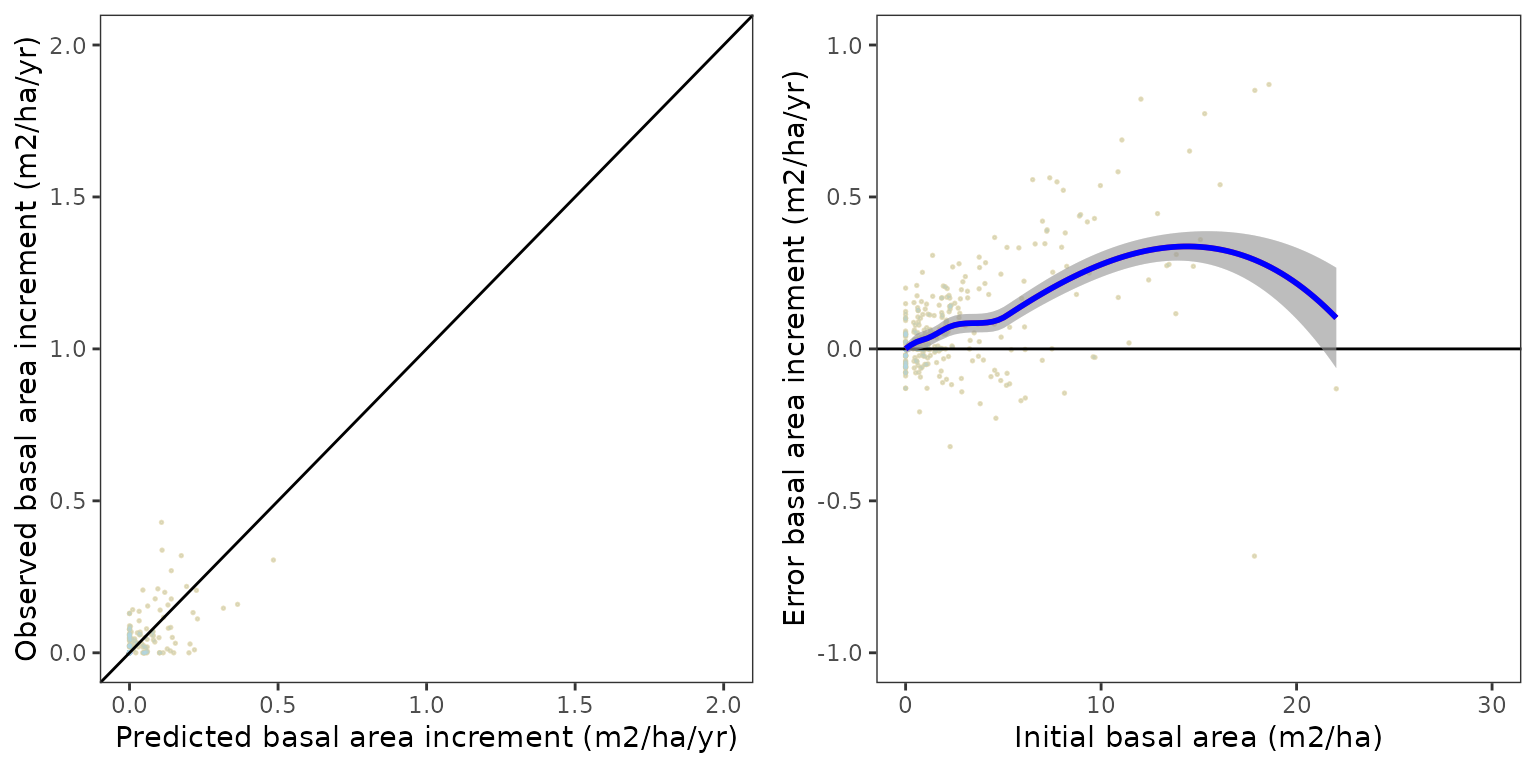 Observed basal area increment (m2/ha/yr)
2.0
1.5
1.0
0.5
0.0
0.0 0.5 1.0 1.5 2.0
Predicted basal area increment (m2/ha/yr)
Error basal area increment (m2/ha/yr)
1.0
0.5
0.0
-0.5
-1.0
0 10 20 30
Initial basal area (m2/ha)